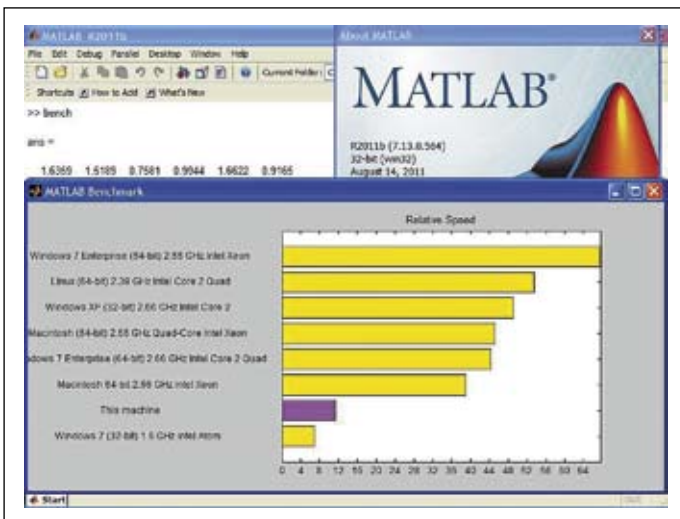 MATLAB R2011b
File Edit Debug Parallel Desktop Window Help
Current Folder: C
Shortcuts How to Add What's New
>> bench
ans =
1.6369 1.5189 0.7581 0.9944 1.6622 0.9165
About MATLAB
MATLAB®
R2011b (7.13.0.564)
32-bit (win32)
August 14, 2011
MATLAB Benchmark
Relative Speed
Windows 7 Enterprise (64-bit) 2.66 GHz Intel Xeon
Linux (64-bit) 2.39 GHz Intel Core 2 Quad
Windows XP (32-bit) 2.66 GHz Intel Core 2
Macintosh (64-bit) 2.66 GHz Quad-Core Intel Xeon
dows 7 Enterprise (64-bit) 2.66 GHz Intel Core 2 Quad
Macintosh 64 bit 2.66 GHz Intel Xeon
This machine
Windows 7 (32-bit) 1.6 GHz Intel Atom
0 4 8 12 16 20 24 28 32 36 40 44 48 52 56 60 64
Start